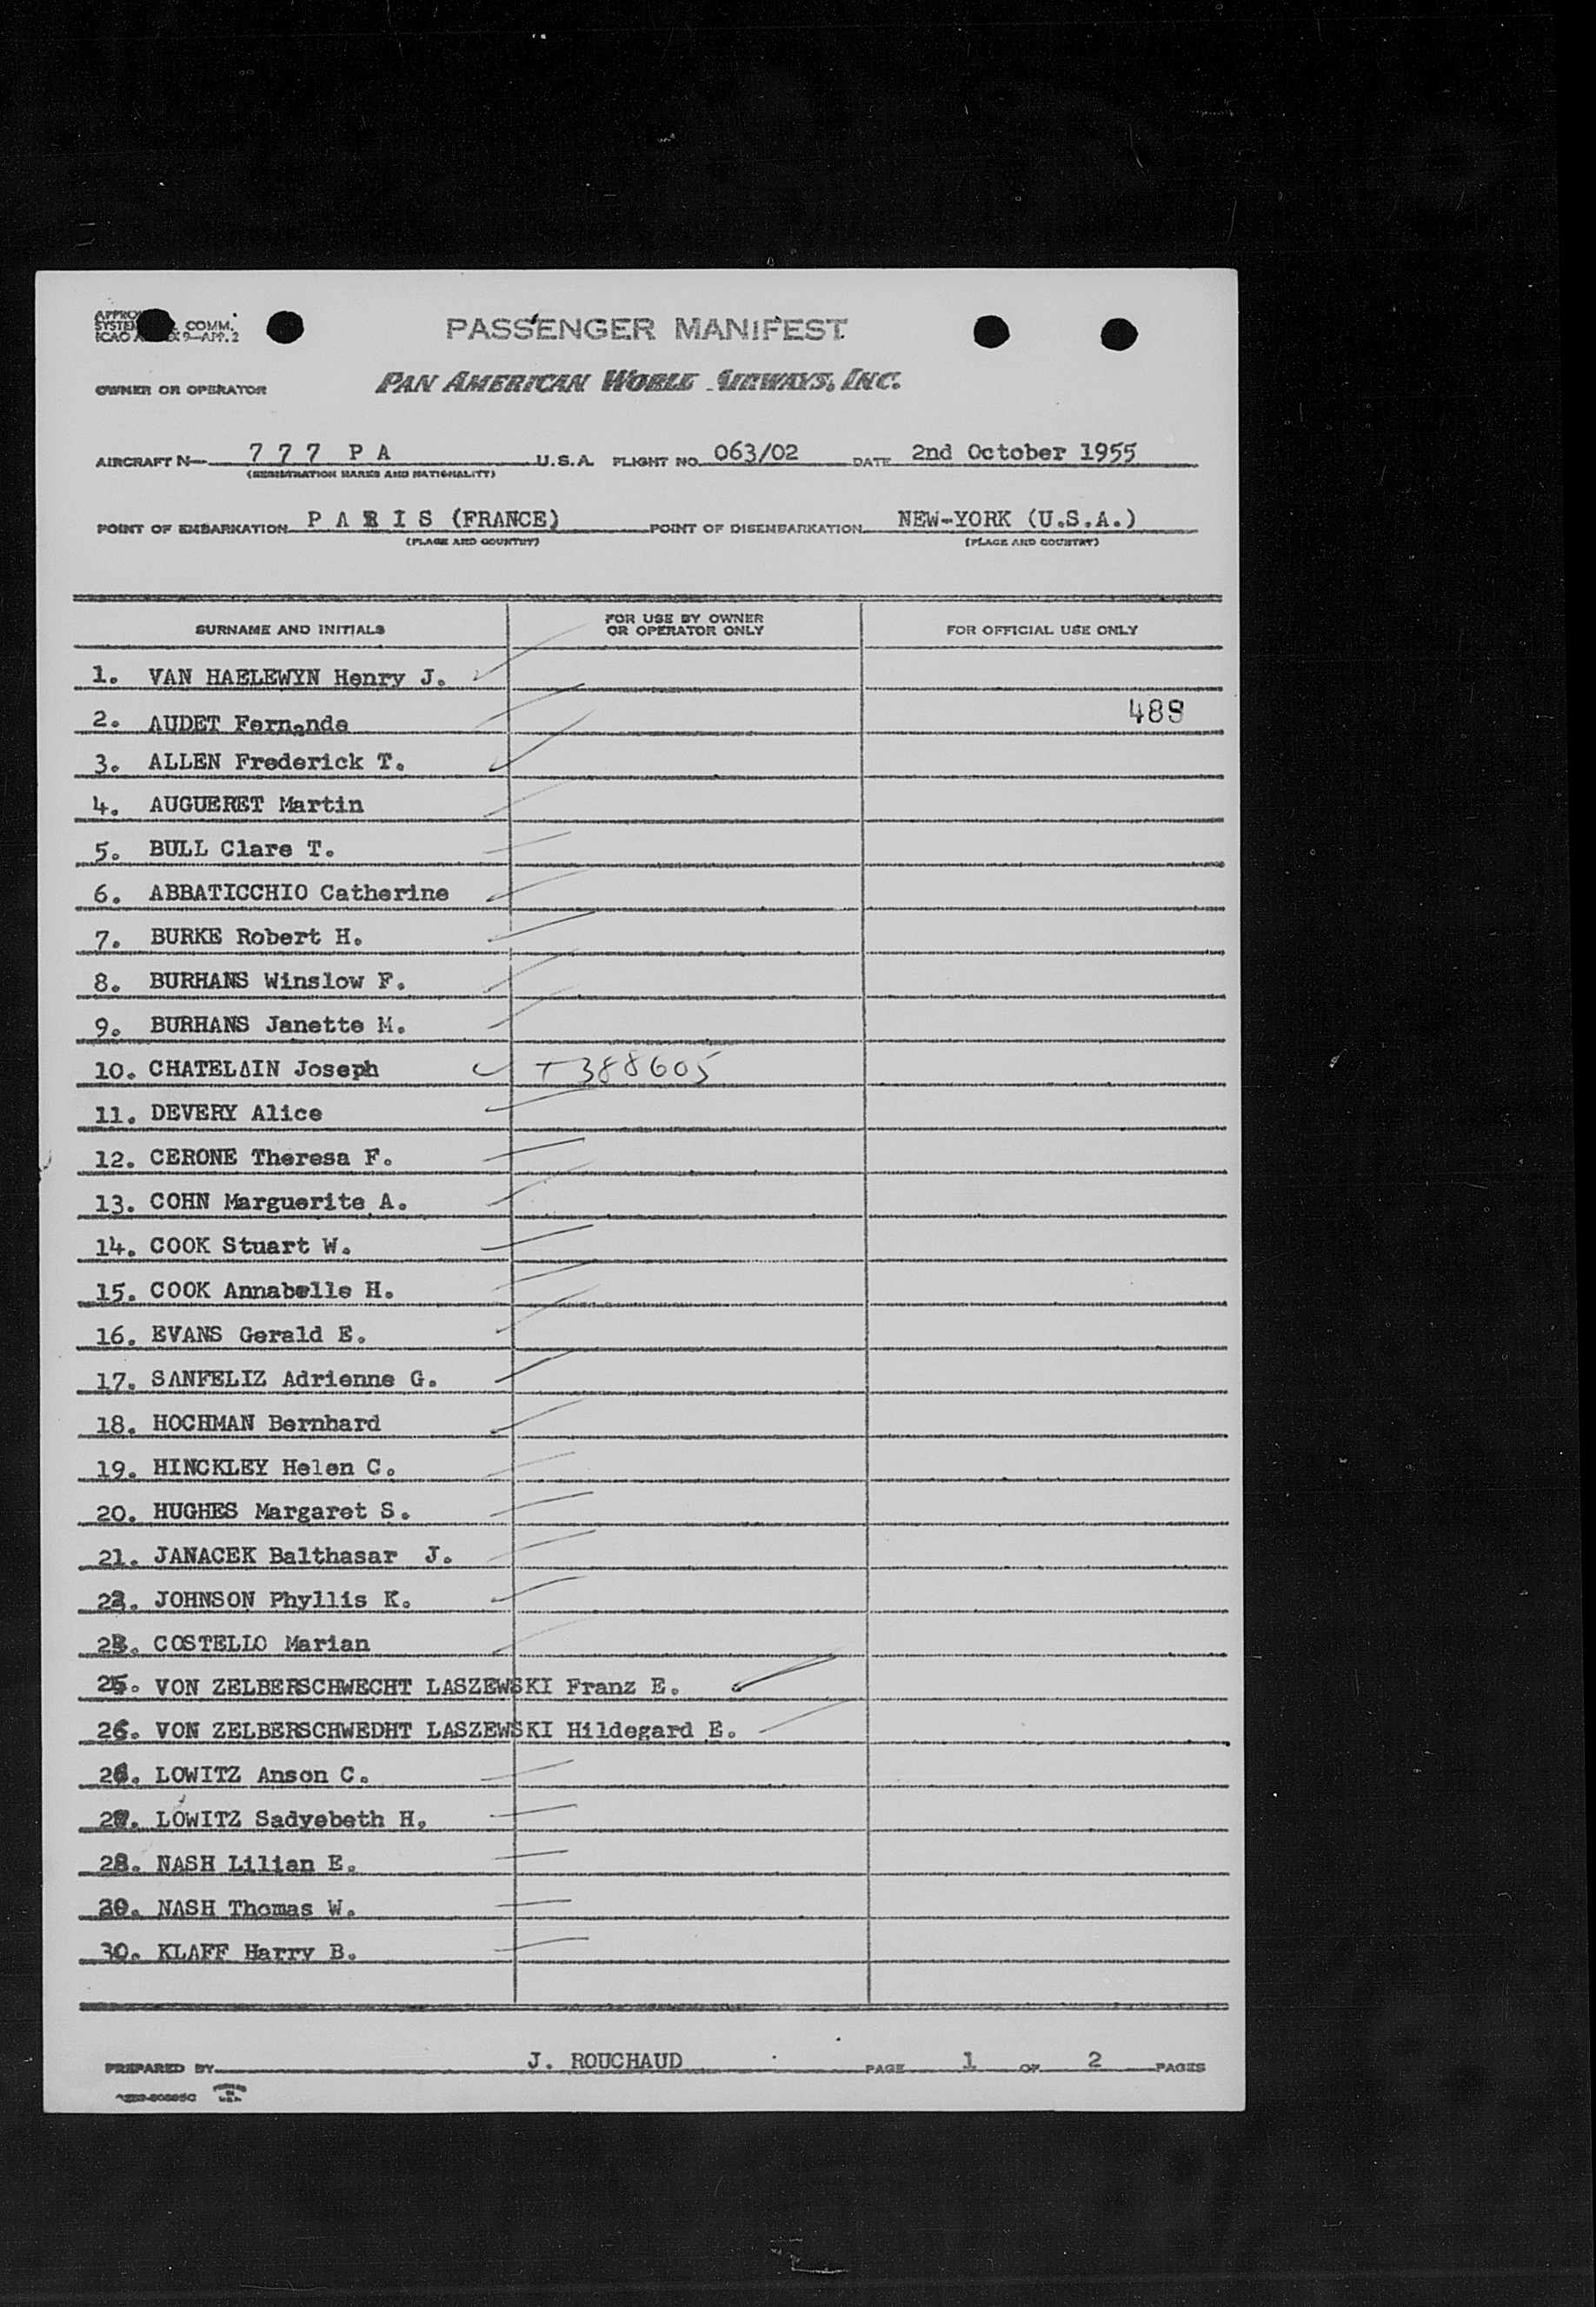 COMM.
PASSENGER MANIFEST
OWNER OR OPERATOR PAN AMERICAN WORLD AIRWAYS, INC.
AIRCRAFT N— 7 7 7 P A U.S.A. FLIGHT NO. 063/02 DATE 2nd October 1955
(REGISTRATION MARKS AND NATIONALITY)
POINT OF EMBARKATION P A R I S (FRANCE) POINT OF DISEMBARKATION NEW-YORK (U.S.A.)
(PLACE AND COUNTRY) (PLACE AND COUNTRY)
SURNAME AND INITIALS FOR USE BY OWNER OR OPERATOR ONLY FOR OFFICIAL USE ONLY
1. VAN HAELEWYN Henry J.
2. AUDET Fernande 488
3. ALLEN Frederick T.
4. AUGUERET Martin
5. BULL Clare T.
6. ABBATICCHIO Catherine
7. BURKE Robert H.
8. BURHANS Winslow F.
9. BURHANS Janette M.
10. CHATELAIN Joseph T388605
11. DEVERY Alice
12. CERONE Theresa F.
13. COHN Marguerite A.
14. COOK Stuart W.
15. COOK Annabelle H.
16. EVANS Gerald E.
17. SANFELIZ Adrienne G.
18. HOCHMAN Bernhard
19. HINCKLEY Helen C.
20. HUGHES Margaret S.
21. JANACEK Balthasar J.
22. JOHNSON Phyllis K.
23. COSTELLO Marian
25. VON ZELBERSCHWECHT LASZEWSKI Franz E.
26. VON ZELBERSCHWEDHT LASZEWSKI Hildegard E.
26. LOWITZ Anson C.
27. LOWITZ Sadyebeth H.
28. NASH Lilian E.
NASH Thomas W.
30. KLAFF Harry B.
PREPARED BY J. ROUCHAUD PAGE 1 OF 2 PAGES